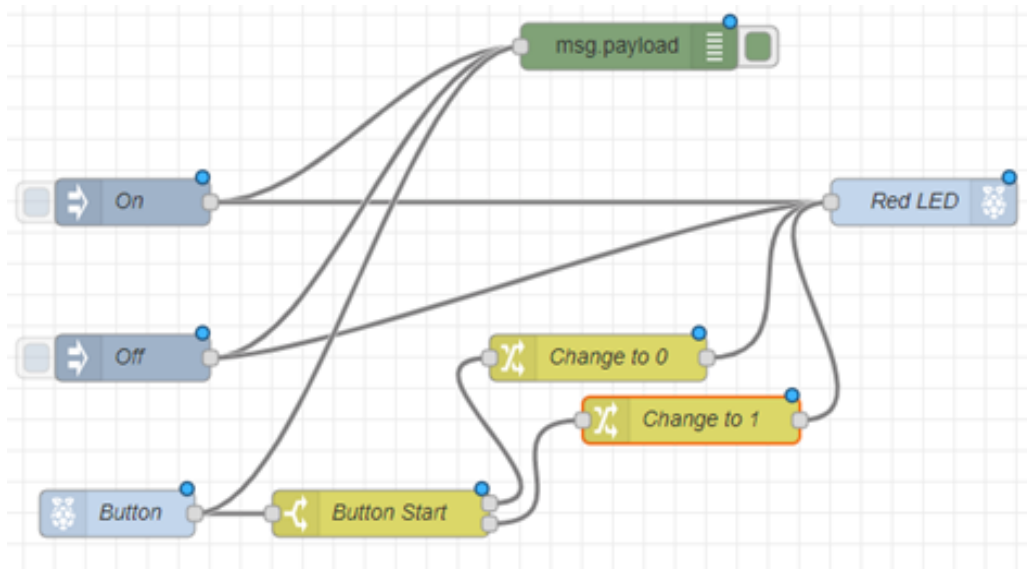 msg.payload
On
Red LED
Off
Change to 0
Change to 1
Button
Button Start